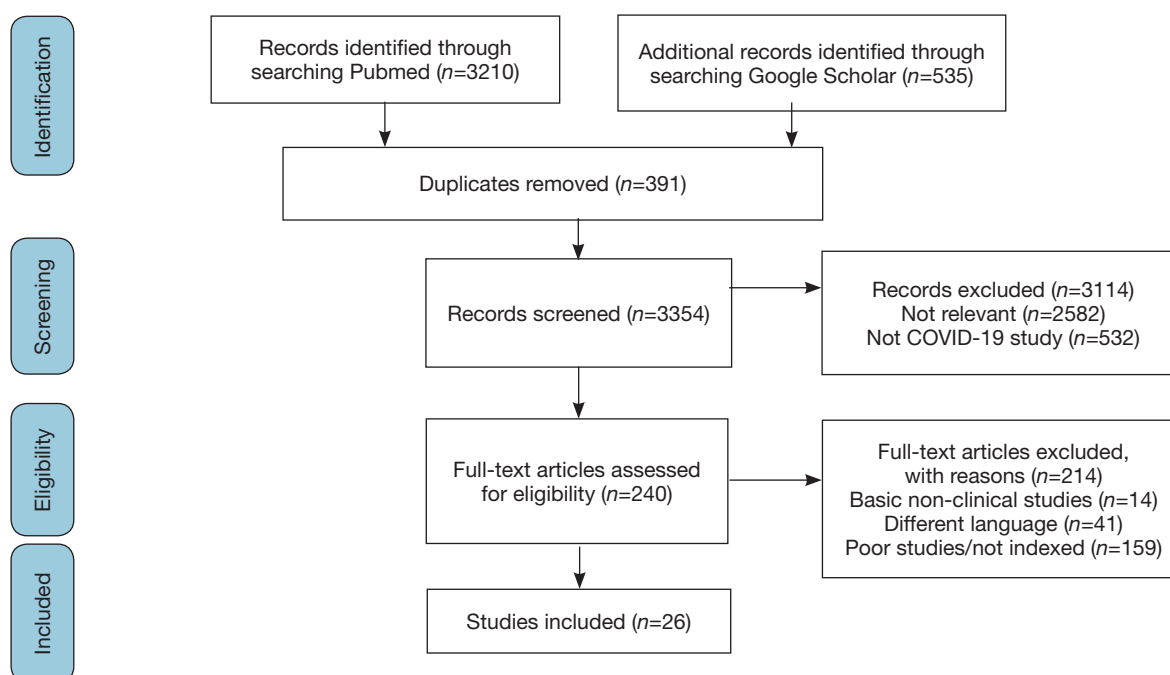 Identification
Records identified through
searching Pubmed (n=3210)
Additional records identified through
searching Google Scholar (n=535)
Duplicates removed (n=391)
Screening
Records screened (n=3354)
Records excluded (n=3114)
Not relevant (n=2582)
Not COVID-19 study (n=532)
Eligibility
Full-text articles assessed
for eligibility (n=240)
Full-text articles excluded,
with reasons (n=214)
Basic non-clinical studies (n=14)
Different language (n=41)
Poor studies/not indexed (n=159)
Included
Studies included (n=26)